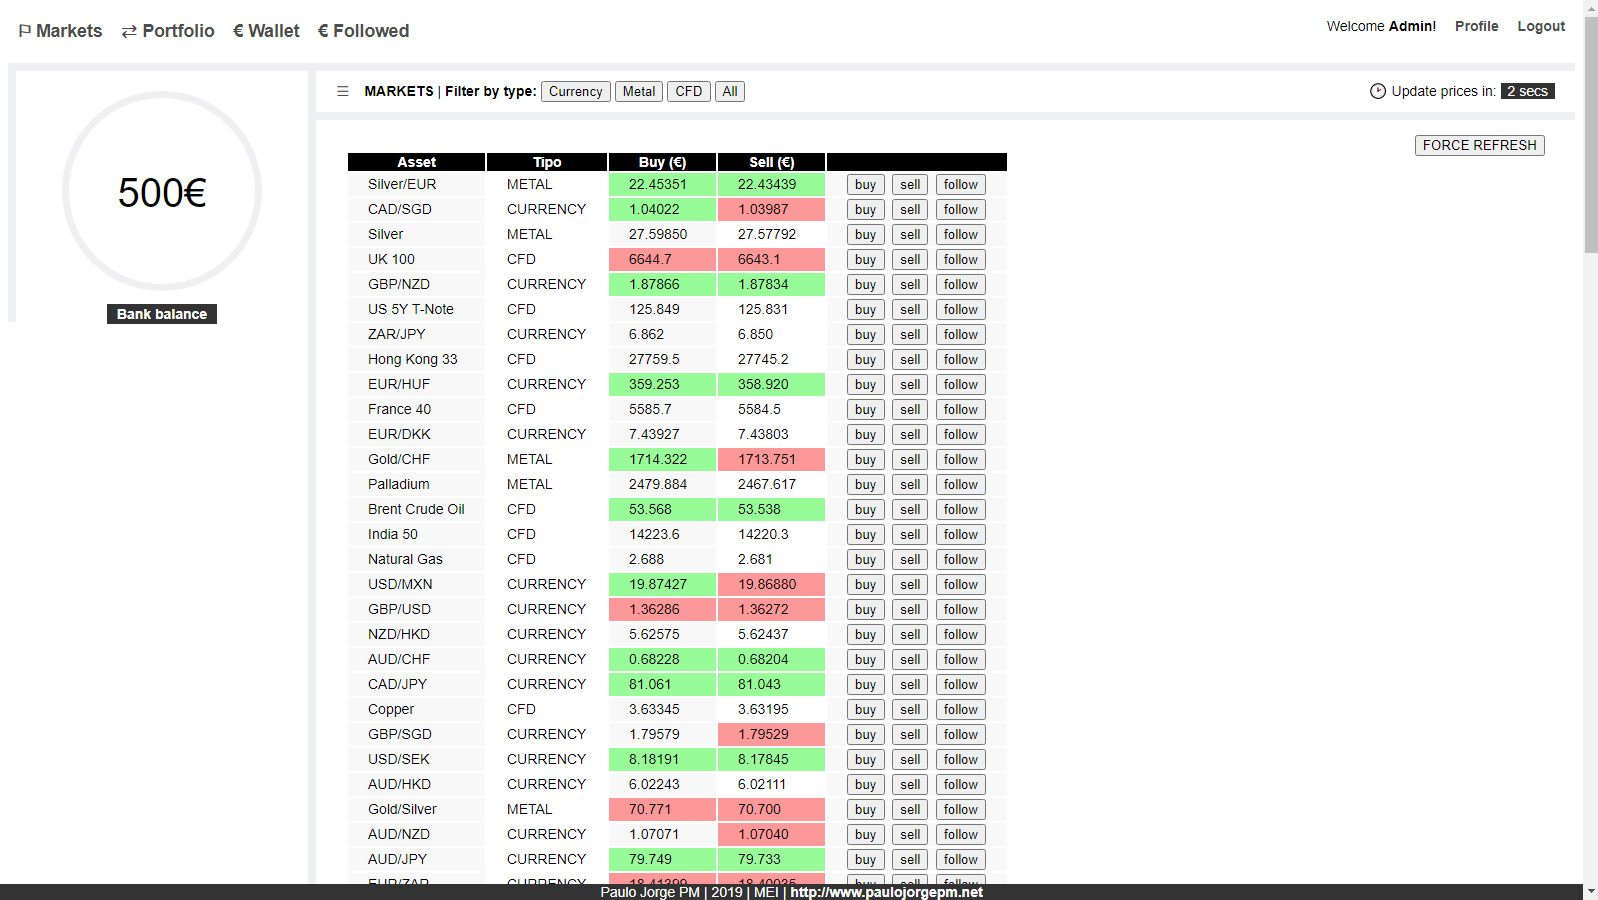 Markets Portfolio € Wallet € Followed Welcome Admin! Profile Logout
MARKETS | Filter by type: Currency Metal CFD All Update prices in: 2 secs
FORCE REFRESH
500€
Bank balance
Asset Tipo Buy (€) Sell (€)
Silver/EUR METAL 22.45351 22.43439 buy sell follow
CAD/SGD CURRENCY 1.04022 1.03987 buy sell follow
Silver METAL 27.59850 27.57792 buy sell follow
UK 100 CFD 6644.7 6643.1 buy sell follow
GBP/NZD CURRENCY 1.87866 1.87834 buy sell follow
US 5Y T-Note CFD 125.849 125.831 buy sell follow
ZAR/JPY CURRENCY 6.862 6.850 buy sell follow
Hong Kong 33 CFD 27759.5 27745.2 buy sell follow
EUR/HUF CURRENCY 359.253 358.920 buy sell follow
France 40 CFD 5585.7 5584.5 buy sell follow
EUR/DKK CURRENCY 7.43927 7.43803 buy sell follow
Gold/CHF METAL 1714.322 1713.751 buy sell follow
Palladium METAL 2479.884 2467.617 buy sell follow
Brent Crude Oil CFD 53.568 53.538 buy sell follow
India 50 CFD 14223.6 14220.3 buy sell follow
Natural Gas CFD 2.688 2.681 buy sell follow
USD/MXN CURRENCY 19.87427 19.86880 buy sell follow
GBP/USD CURRENCY 1.36286 1.36272 buy sell follow
NZD/HKD CURRENCY 5.62575 5.62437 buy sell follow
AUD/CHF CURRENCY 0.68228 0.68204 buy sell follow
CAD/JPY CURRENCY 81.061 81.043 buy sell follow
Copper CFD 3.63345 3.63195 buy sell follow
GBP/SGD CURRENCY 1.79579 1.79529 buy sell follow
USD/SEK CURRENCY 8.18191 8.17845 buy sell follow
AUD/HKD CURRENCY 6.02243 6.02111 buy sell follow
Gold/Silver METAL 70.771 70.700 buy sell follow
AUD/NZD CURRENCY 1.07071 1.07040 buy sell follow
AUD/JPY CURRENCY 79.749 79.733 buy sell follow
EUR/ZAR CURRENCY buy sell follow
Paulo Jorge PM | 2019 | MEI | http://www.paulojorgepm.net